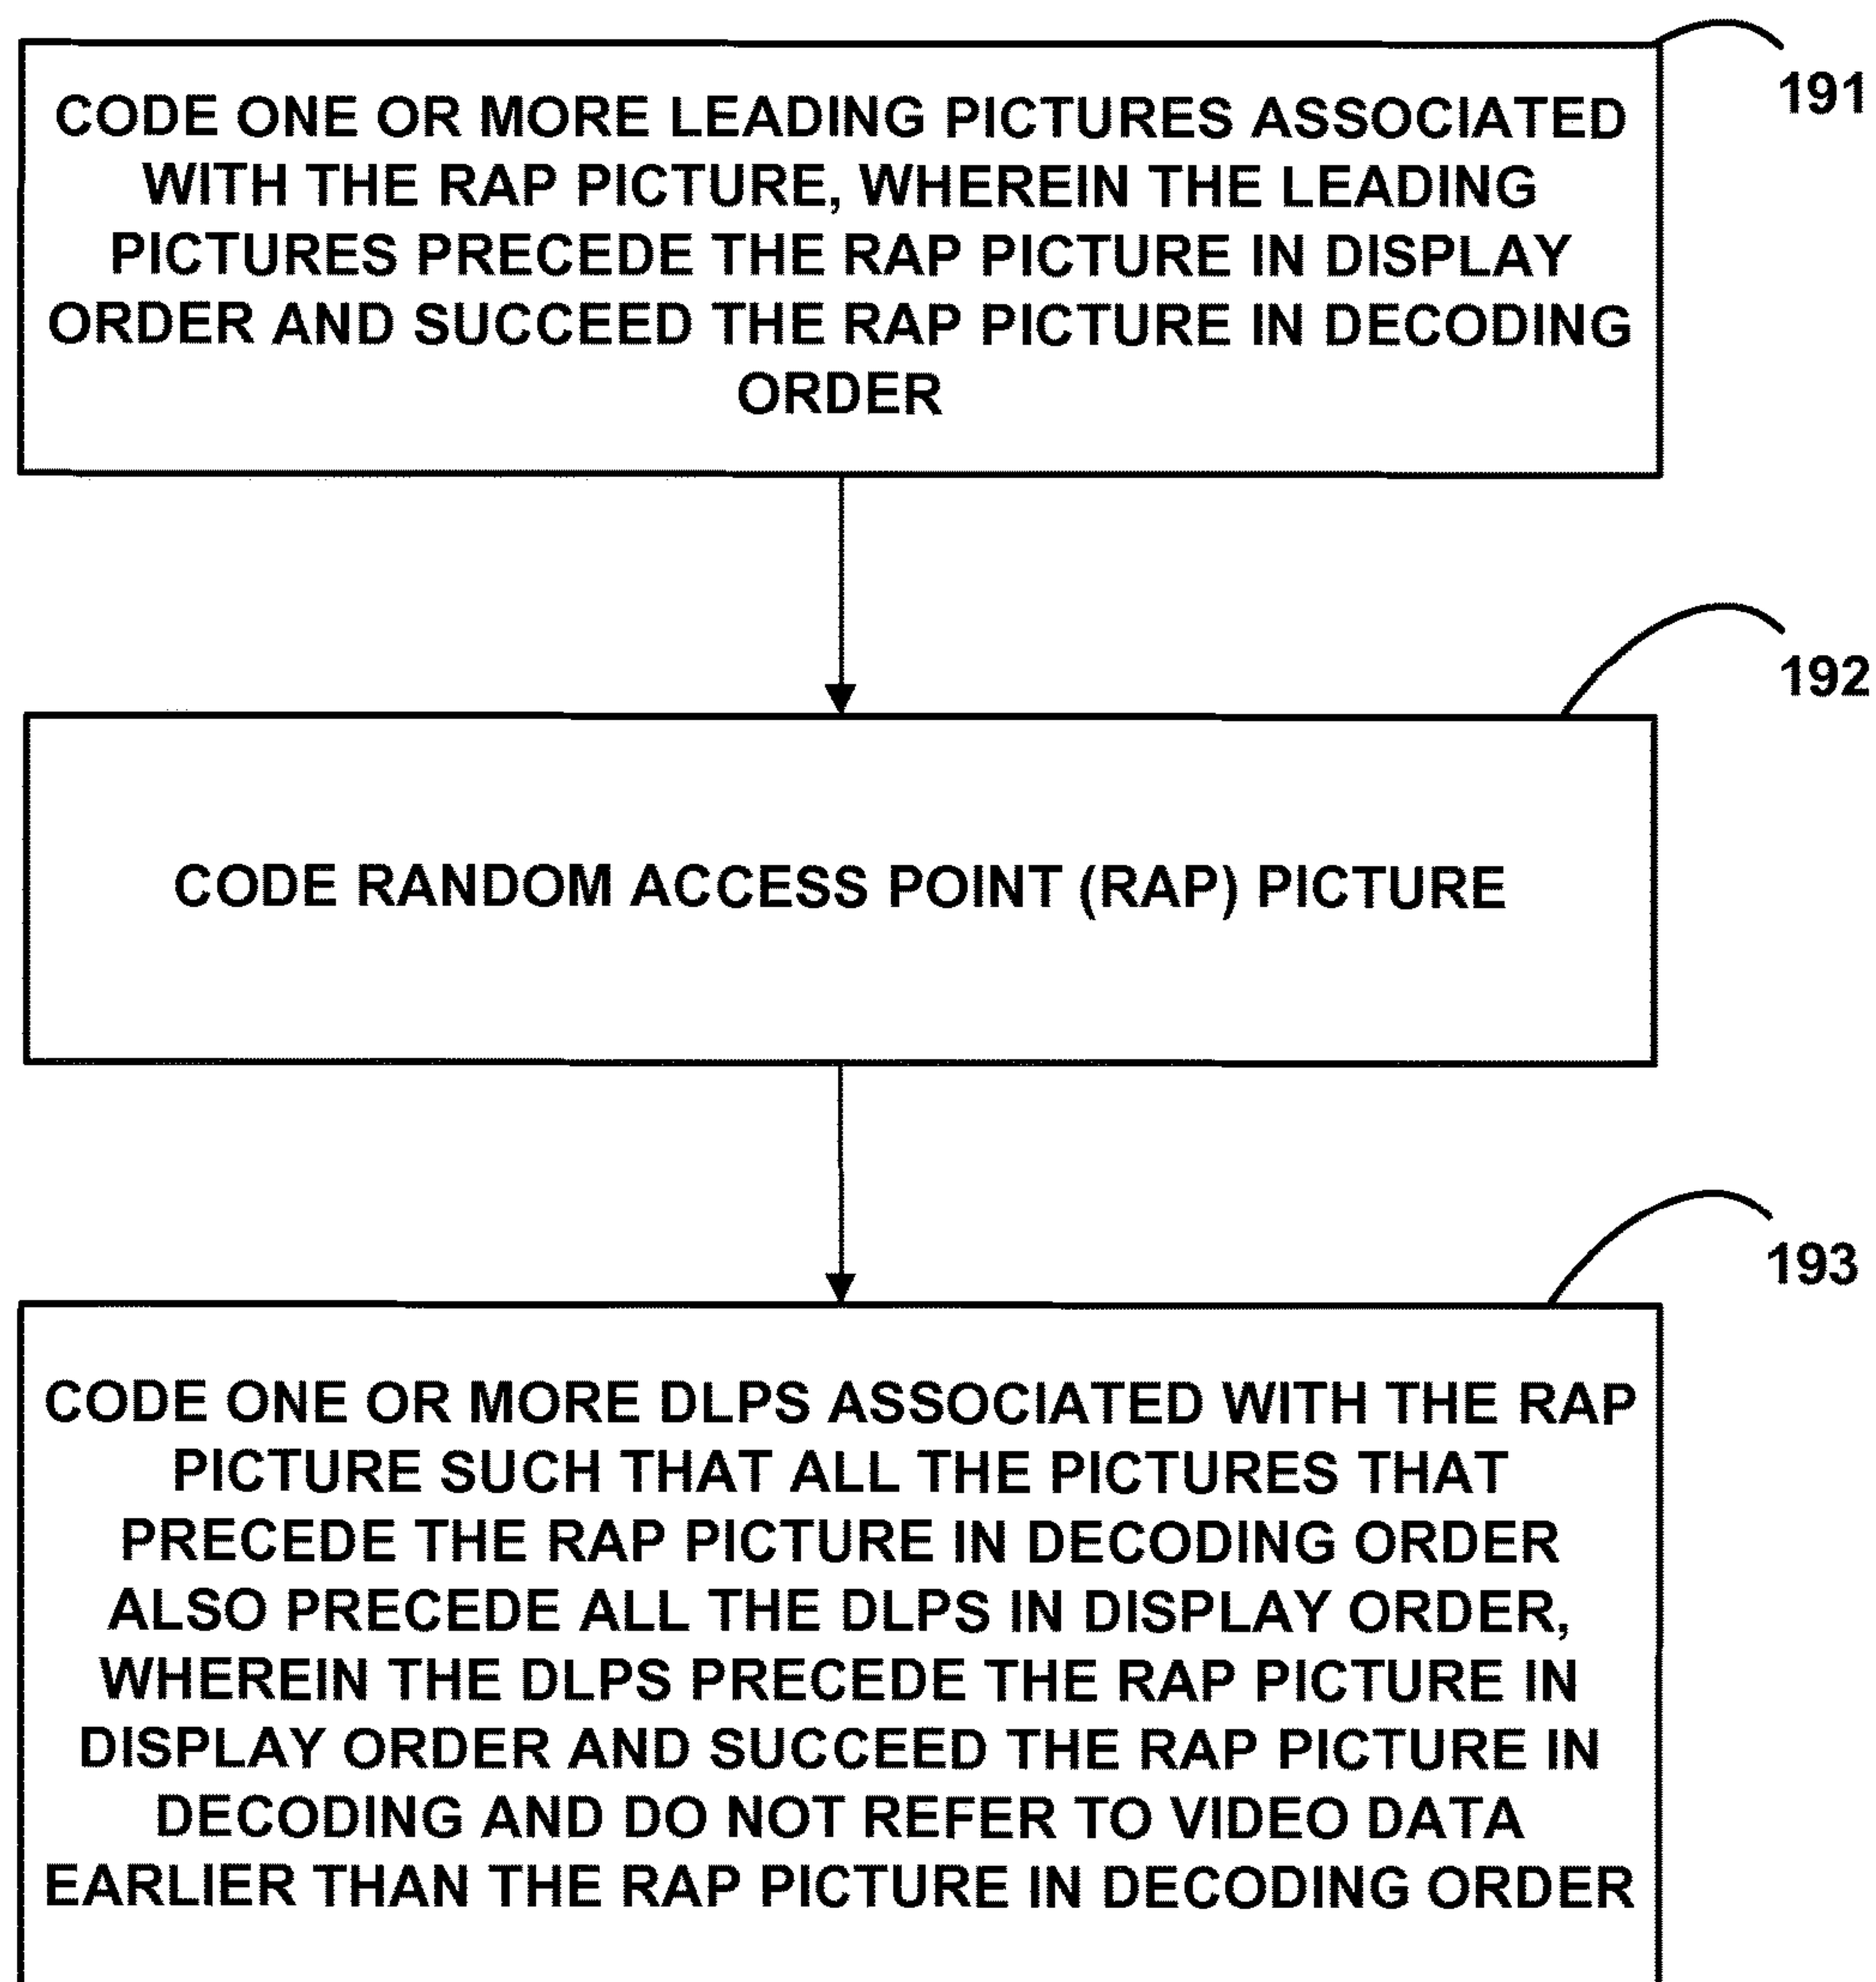 CODE ONE OR MORE LEADING PICTURES ASSOCIATED
WITH THE RAP PICTURE, WHEREIN THE LEADING
PICTURES PRECEDE THE RAP PICTURE IN DISPLAY
ORDER AND SUCCEED THE RAP PICTURE IN DECODING
ORDER
191
192
CODE RANDOM ACCESS POINT (RAP) PICTURE
193
CODE ONE OR MORE DLPS ASSOCIATED WITH THE RAP
PICTURE SUCH THAT ALL THE PICTURES THAT
PRECEDE THE RAP PICTURE IN DECODING ORDER
ALSO PRECEDE ALL THE DLPS IN DISPLAY ORDER,
WHEREIN THE DLPS PRECEDE THE RAP PICTURE IN
DISPLAY ORDER AND SUCCEED THE RAP PICTURE IN
DECODING AND DO NOT REFER TO VIDEO DATA
EARLIER THAN THE RAP PICTURE IN DECODING ORDER